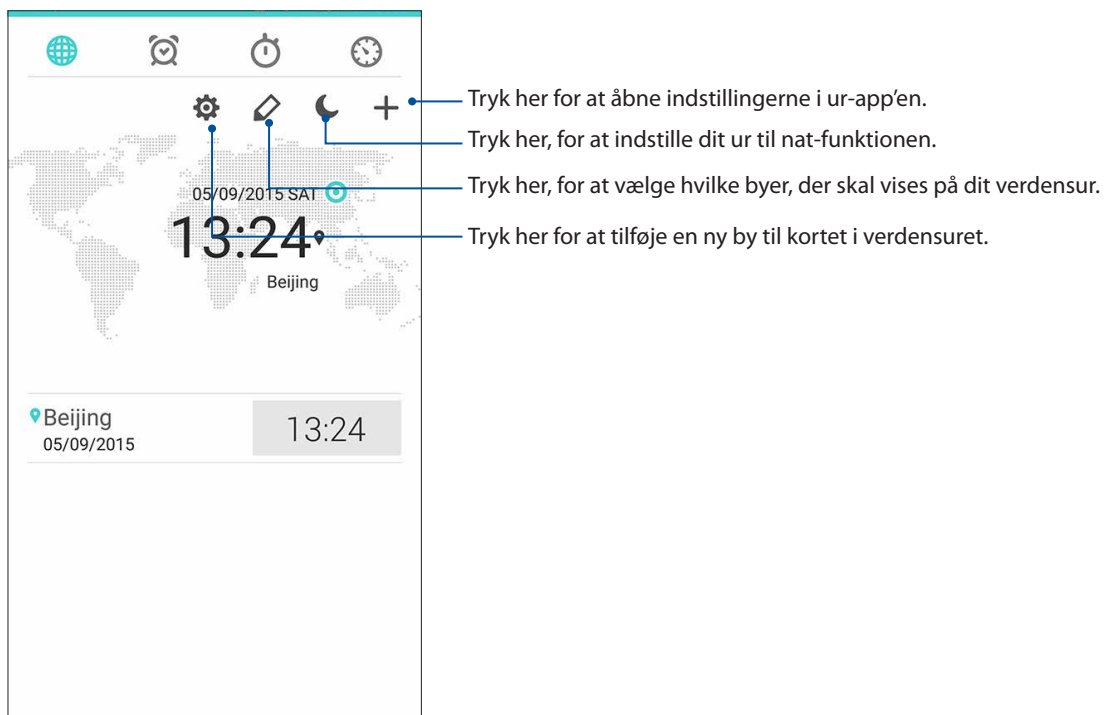 Tryk her for at åbne indstillingerne i ur-app’en.
Tryk her, for at indstille dit ur til nat-funktionen.
05/09/2015 SAT
Tryk her, for at vælge hvilke byer, der skal vises på dit verdensur.
13:24
Tryk her for at tilføje en ny by til kortet i verdensuret.
Beijing
Beijing
13:24
05/09/2015